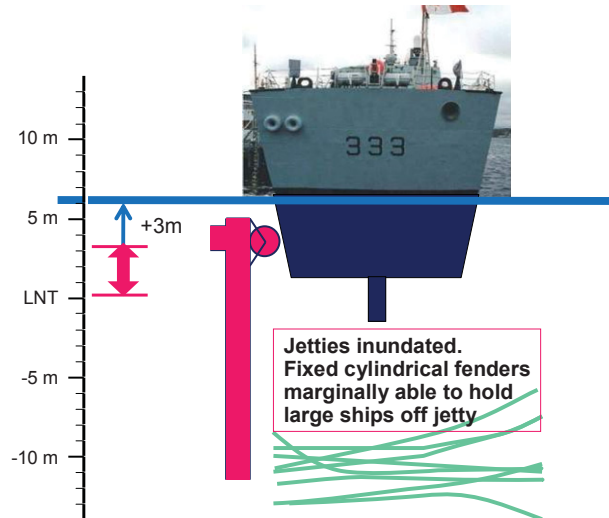 333
10 m
5 m
+3m
LNT
Jetties inundated.
Fixed cylindrical fenders
marginally able to hold
large ships off jetty
-5 m
-10 m